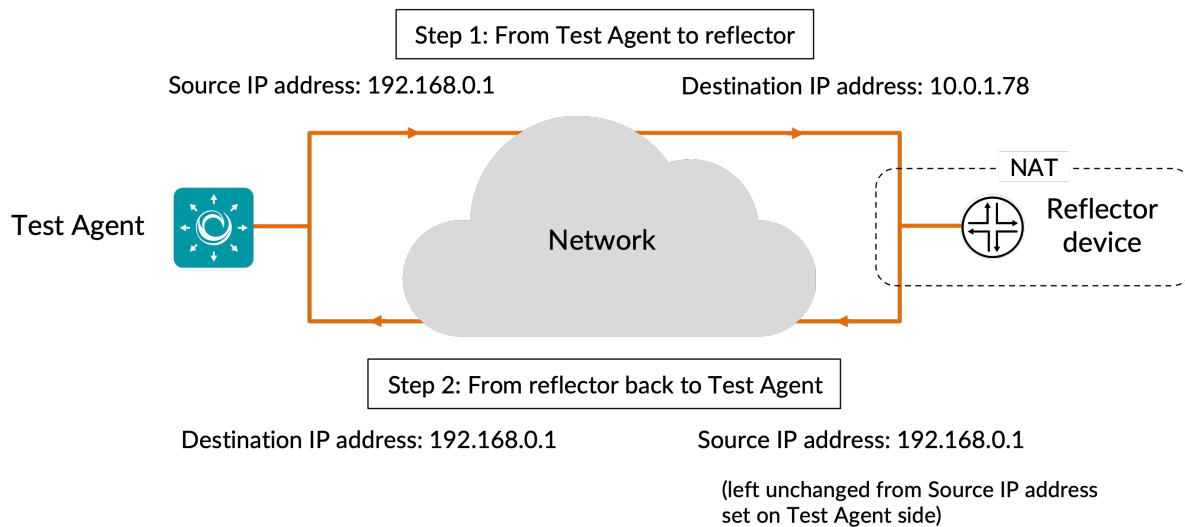 Step 1: From Test Agent to reflector
Source IP address: 192.168.0.1
Destination IP address: 10.0.1.78
NAT
Test Agent
Network
Reflector
device
Step 2: From reflector back to Test Agent
Destination IP address: 192.168.0.1
Source IP address: 192.168.0.1
(left unchanged from Source IP address
set on Test Agent side)